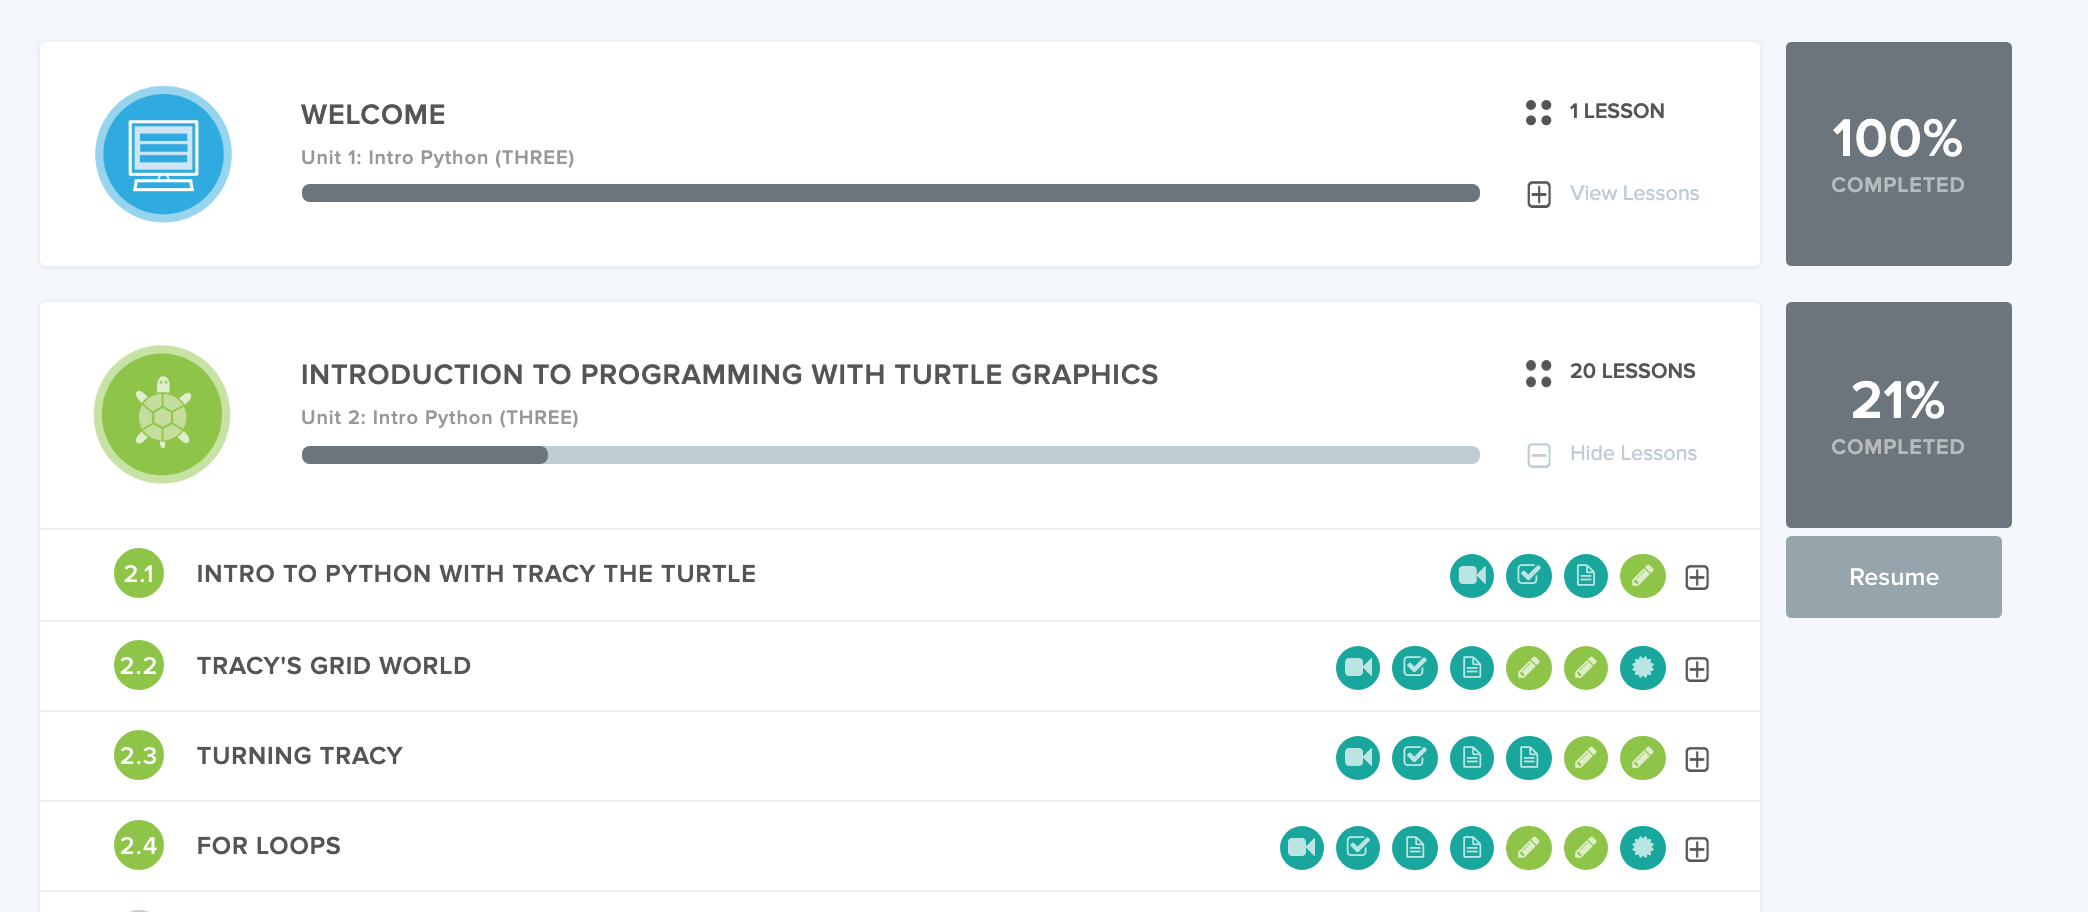 WELCOME
Unit 1: Intro Python (THREE)
1 LESSON
View Lessons
100%
COMPLETED
INTRODUCTION TO PROGRAMMING WITH TURTLE GRAPHICS
Unit 2: Intro Python (THREE)
20 LESSONS
Hide Lessons
21%
COMPLETED
Resume
2.1 INTRO TO PYTHON WITH TRACY THE TURTLE
2.2 TRACY'S GRID WORLD
2.3 TURNING TRACY
2.4 FOR LOOPS